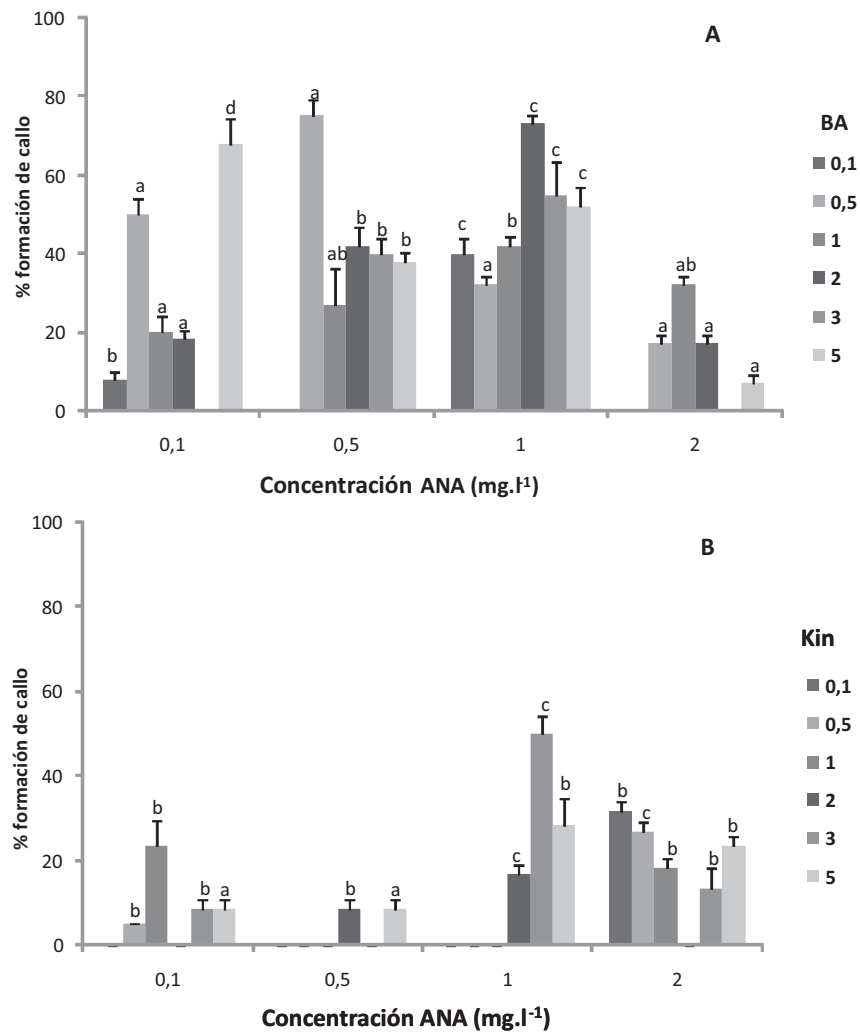 A
% formación de callo
100
80
60
40
20
0
b
a
a
a
d
a
ab
b
b
b
c
a
b
c
c
c
a
ab
a
a
0,1
0,5
1
2
Concentración ANA (mg.l-1)
BA
0,1
0,5
1
2
3
5
B
% formación de callo
100
80
60
40
20
0
b
b
b
a
b
a
c
c
b
b
c
b
b
b
0,1
0,5
1
2
Concentración ANA (mg.l-1)
Kin
0,1
0,5
1
2
3
5